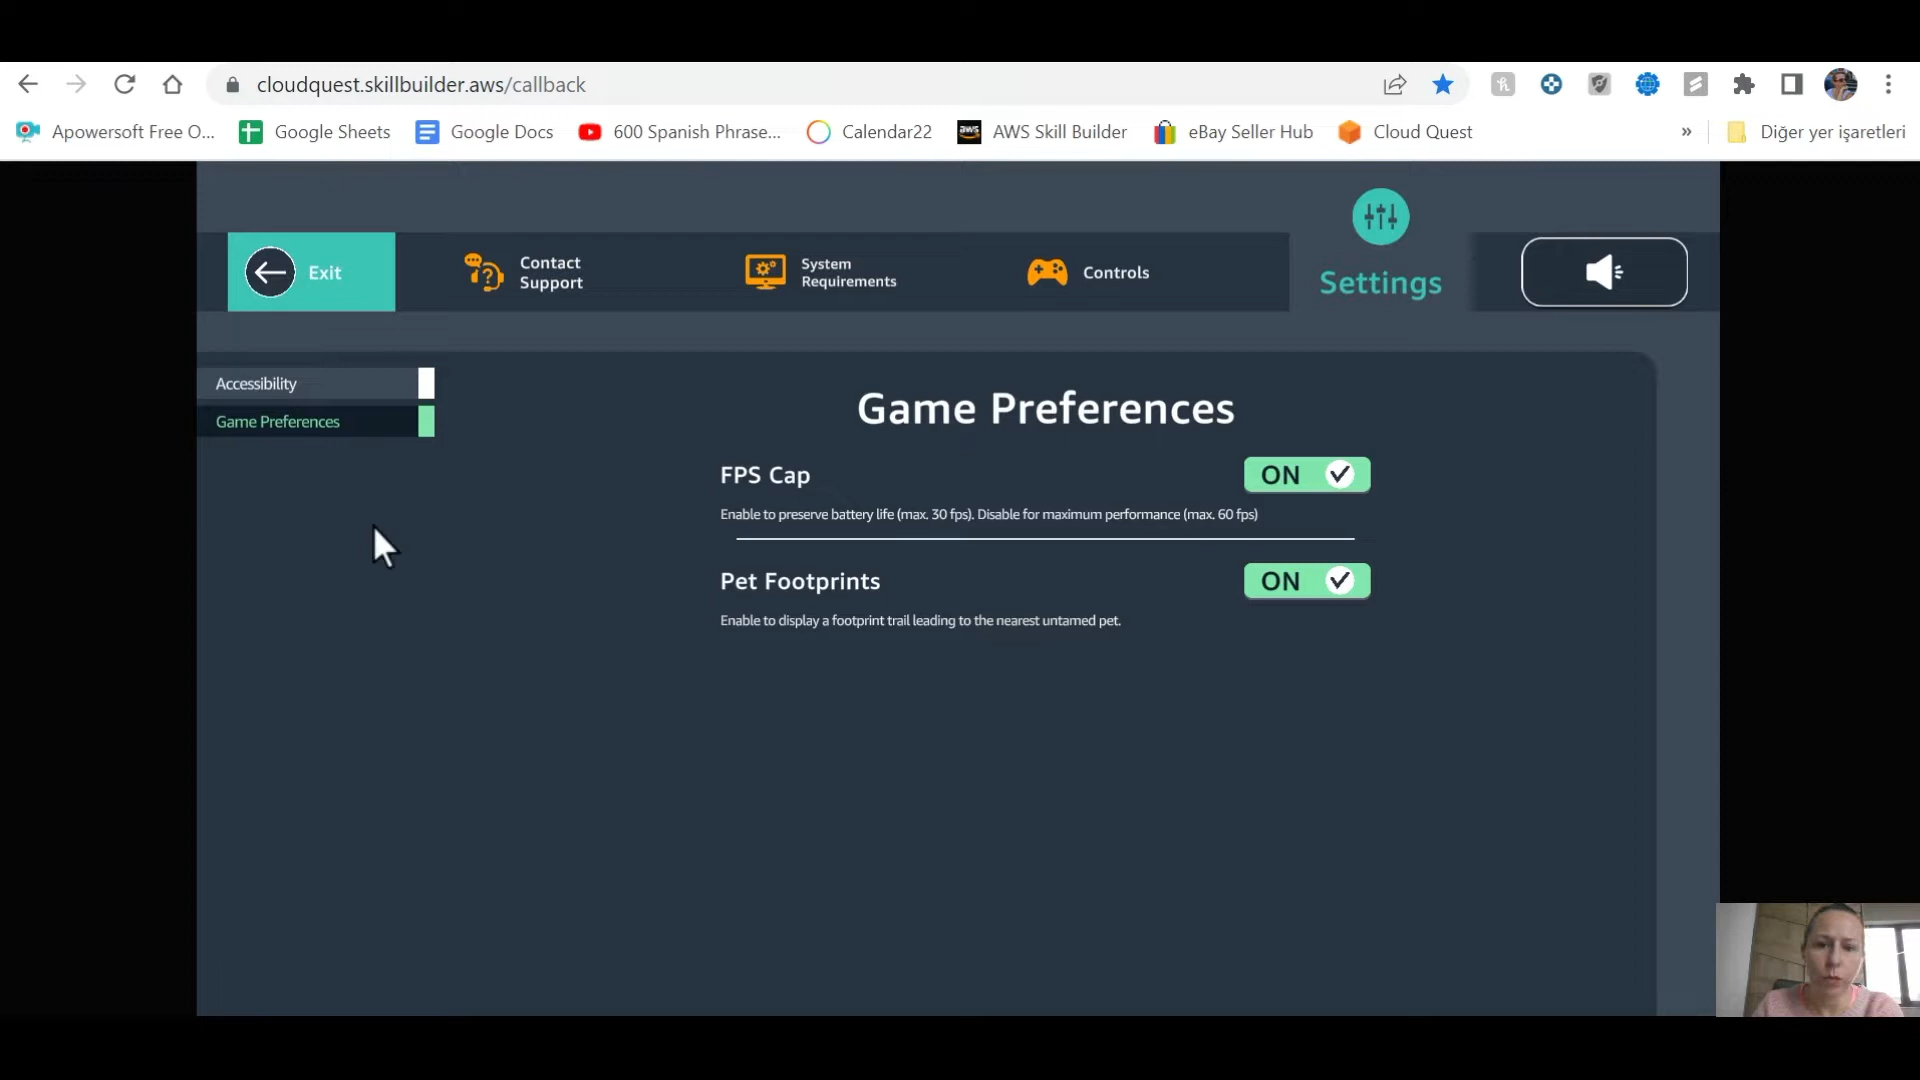 cloudquest.skillbuilder.aws/callback
Apowersoft Free O...
Google Sheets
Google Docs
600 Spanish Phrase...
Calendar22
aws
AWS Skill Builder
eBay Seller Hub
Cloud Quest
»
Diğer yer işaretleri
Exit
Contact
Support
System
Requirements
Controls
Settings
Accessibility
Game Preferences
Game Preferences
FPS Cap
ON
Enable to preserve battery life (max. 30 fps). Disable for maximum performance (max. 60 fps)
Pet Footprints
ON
Enable to display a footprint trail leading to the nearest untamed pet.